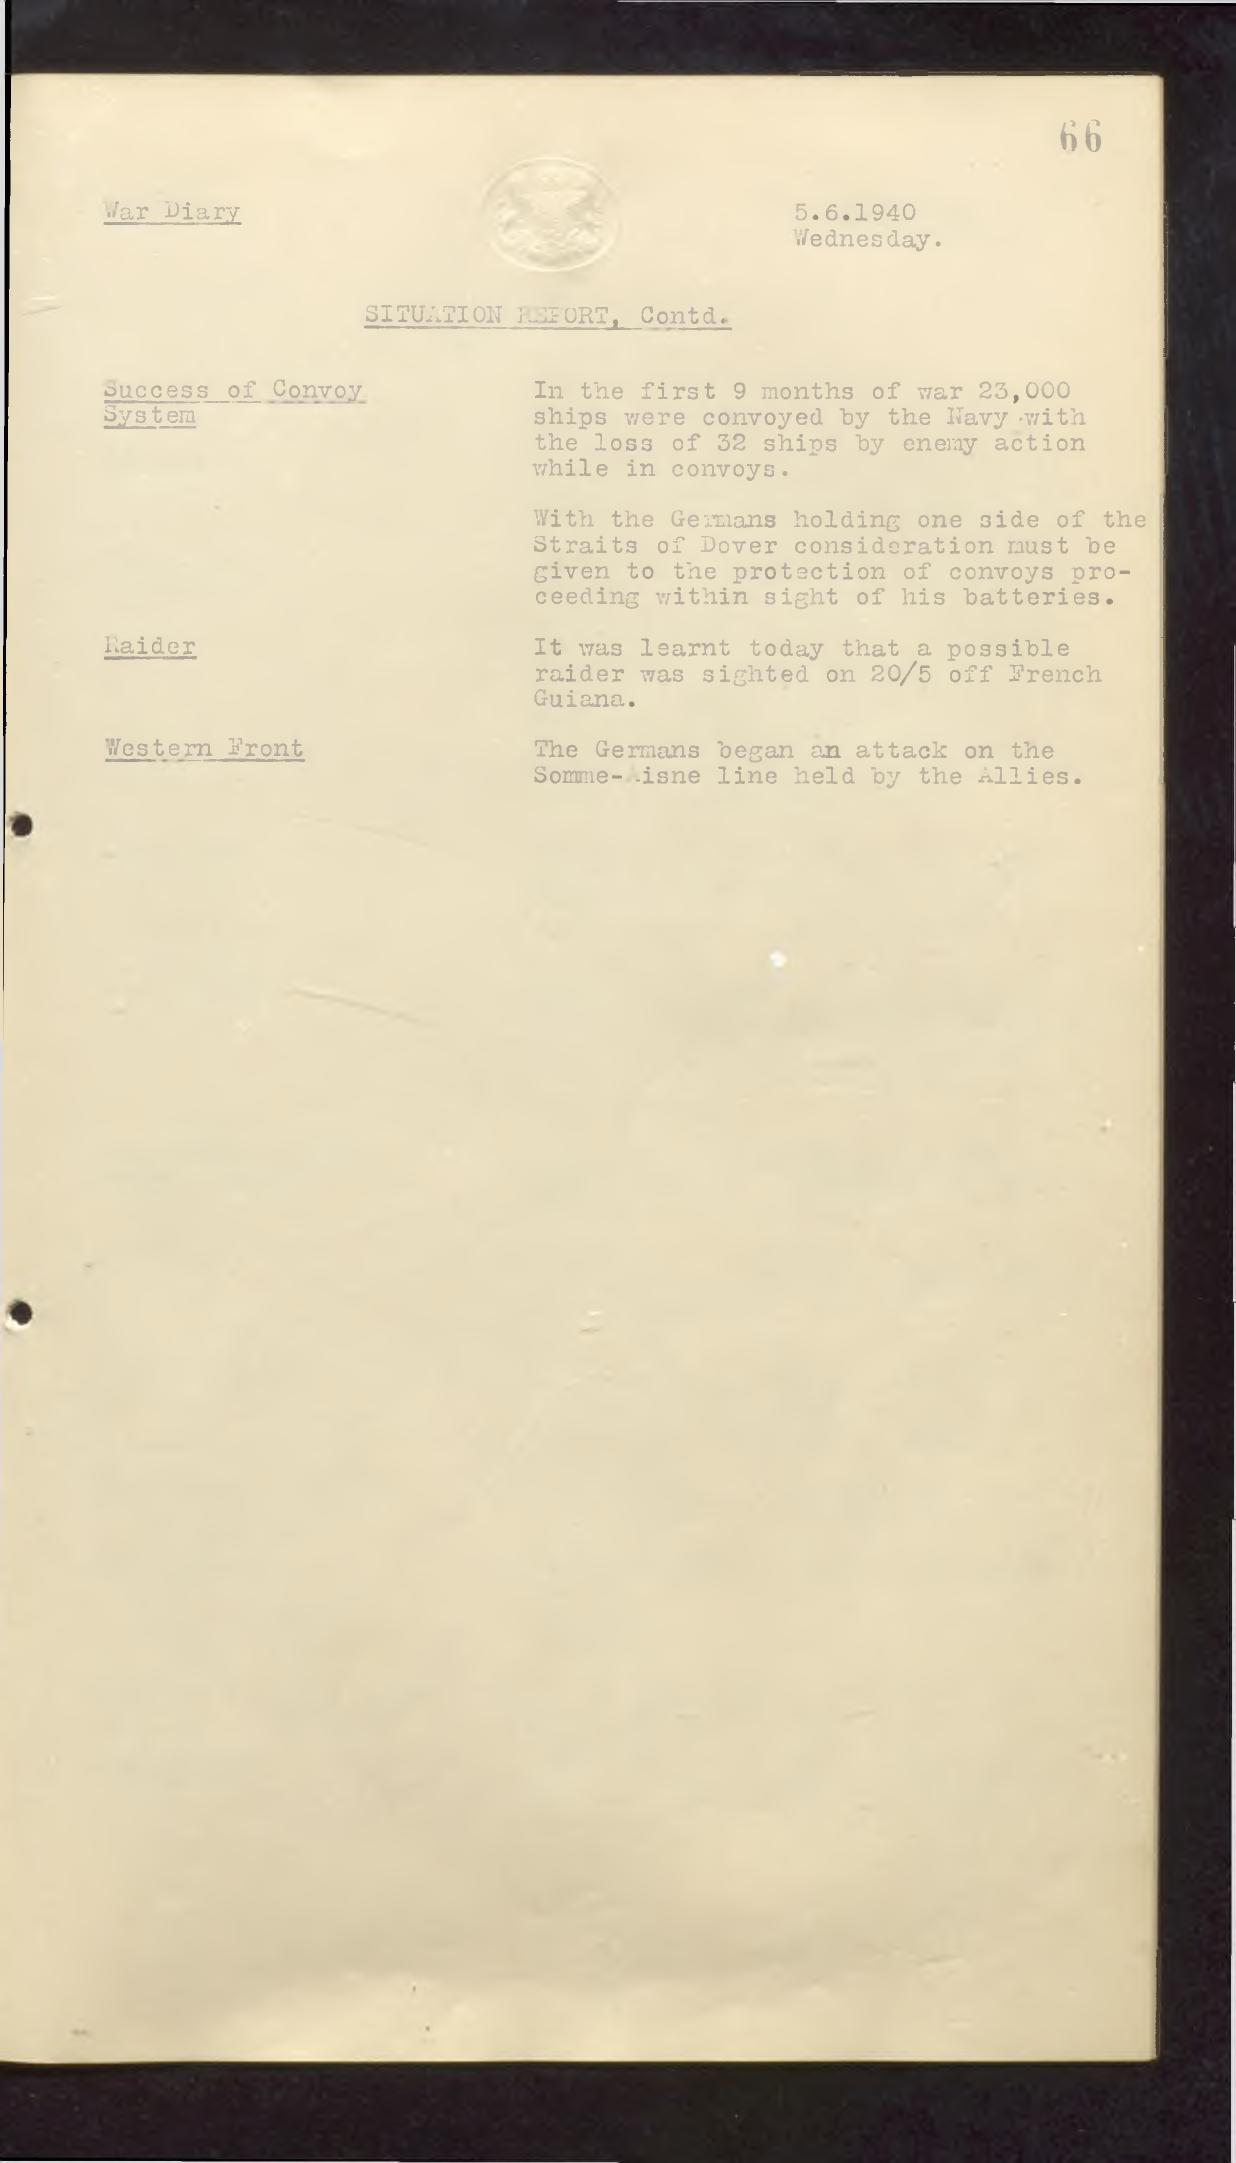 66
War Diary
5.6.1940
Wednesday.
SITUATION REPORT, Contd.
Success of Convoy
System
In the first 9 months of war 23,000
ships were convoyed by the Navy with
the loss of 32 ships by enemy action
while in convoys.
With the Germans holding one side of the
Straits of Dover consideration must be
given to the protection of convoys pro-
ceeding within sight of his batteries.
Raider
It was learnt today that a possible
raider was sighted on 20/5 off French
Guiana.
Western Front
The Germans began an attack on the
Somme-Aisne line held by the Allies.